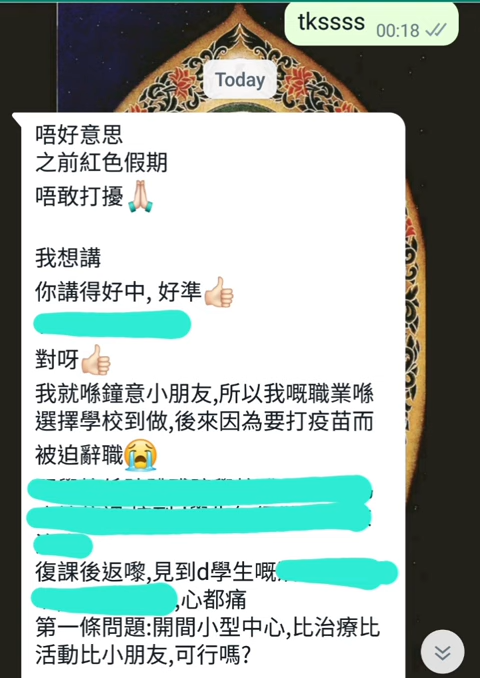 tkssss 00:18
Today
唔好意思
之前紅色假期
唔敢打擾🙏🏻
我想講
你講得好中, 好準👍🏻
對呀👍🏻
我就喺鐘意小朋友,所以我嘅職業喺
選擇學校到做,後來因為要打疫苗而
被迫辭職😭
復課後返嚟,見到d學生嘅
,心都痛
第一條問題:開間小型中心,比治療比
活動比小朋友,可行嗎?